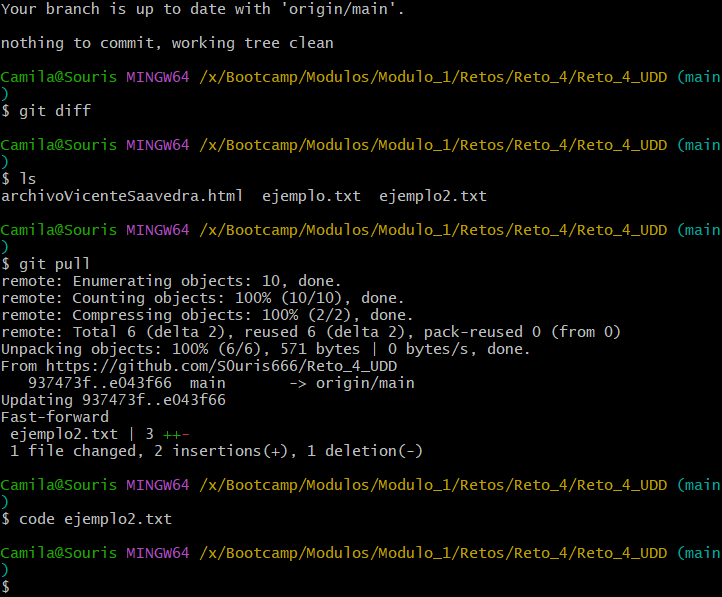 Your branch is up to date with 'origin/main'.
nothing to commit, working tree clean
Camila@Souris MINGW64 /x/Bootcamp/Modulos/Modulo_1/Retos/Reto_4/Reto_4_UDD (main
)
$ git diff
Camila@Souris MINGW64 /x/Bootcamp/Modulos/Modulo_1/Retos/Reto_4/Reto_4_UDD (main
)
$ ls
archivoVicenteSaavedra.html  ejemplo.txt  ejemplo2.txt
Camila@Souris MINGW64 /x/Bootcamp/Modulos/Modulo_1/Retos/Reto_4/Reto_4_UDD (main
)
$ git pull
remote: Enumerating objects: 10, done.
remote: Counting objects: 100% (10/10), done.
remote: Compressing objects: 100% (2/2), done.
remote: Total 6 (delta 2), reused 6 (delta 2), pack-reused 0 (from 0)
Unpacking objects: 100% (6/6), 571 bytes | 0 bytes/s, done.
From https://github.com/S0uris666/Reto_4_UDD
   937473f..e043f66  main       -> origin/main
Updating 937473f..e043f66
Fast-forward
 ejemplo2.txt | 3 ++-
 1 file changed, 2 insertions(+), 1 deletion(-)
Camila@Souris MINGW64 /x/Bootcamp/Modulos/Modulo_1/Retos/Reto_4/Reto_4_UDD (main
)
$ code ejemplo2.txt
Camila@Souris MINGW64 /x/Bootcamp/Modulos/Modulo_1/Retos/Reto_4/Reto_4_UDD (main
)
$